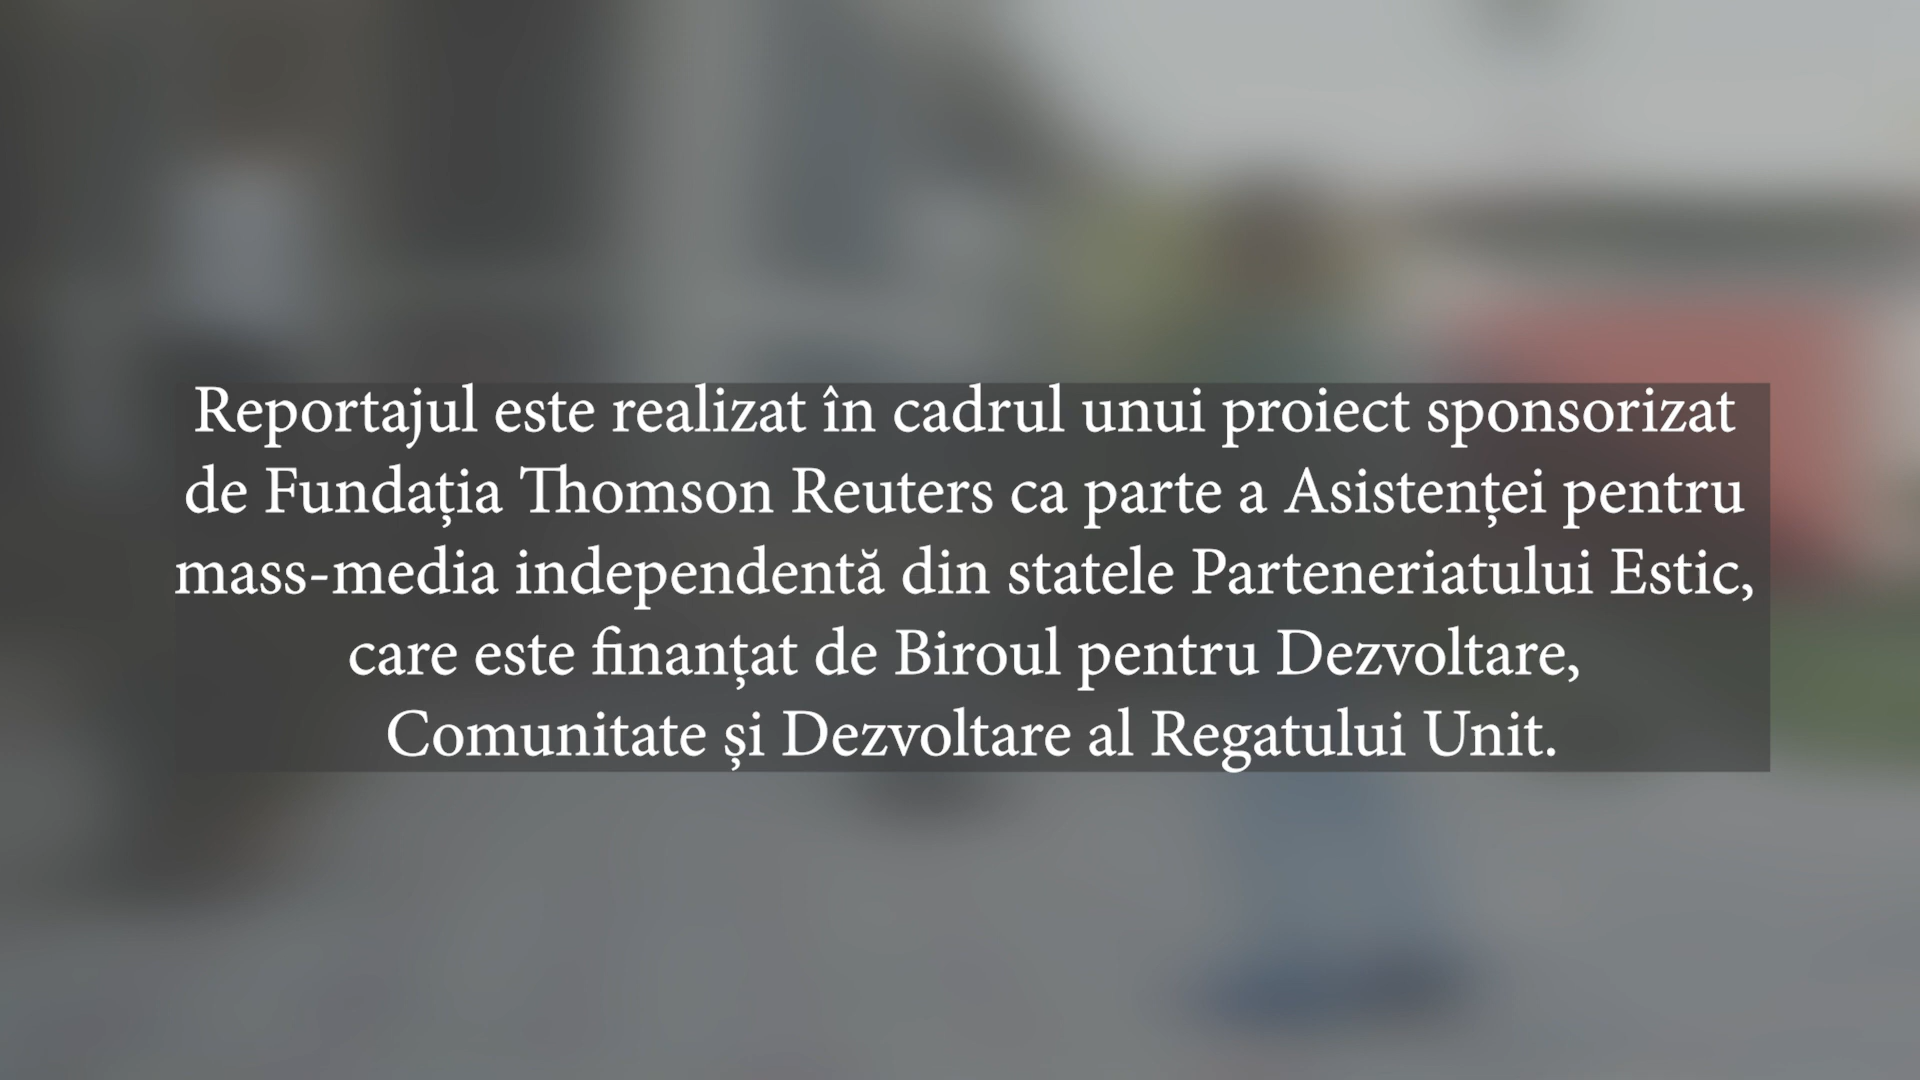 Reportajul este realizat în cadrul unui proiect sponsorizat
de Fundația Thomson Reuters ca parte a Asistenței pentru
mass-media independentă din statele Parteneriatului Estic,
care este finanțat de Biroul pentru Dezvoltare,
Comunitate și Dezvoltare al Regatului Unit.